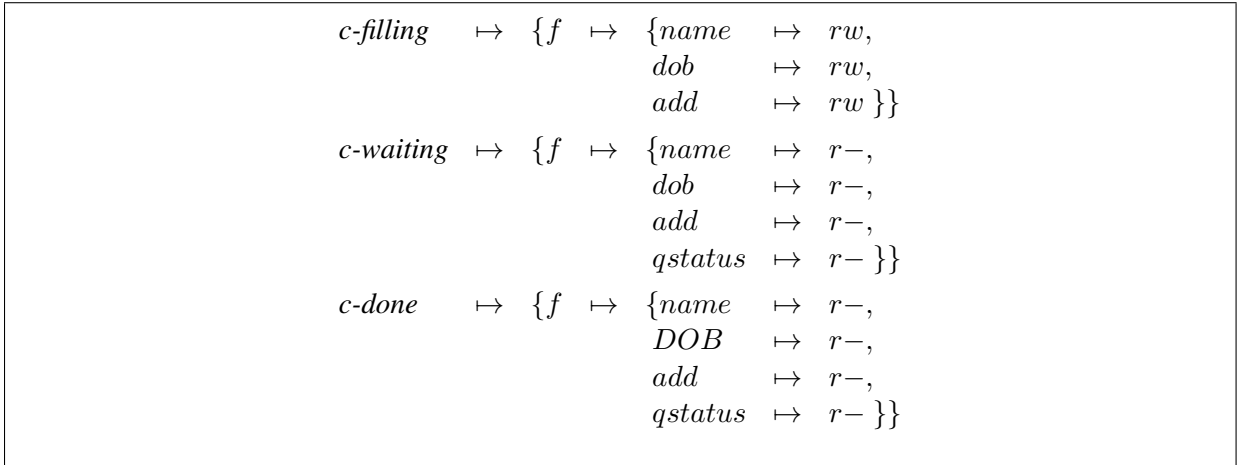 c-filling ↦ {f ↦ {name ↦ rw,
dob ↦ rw,
add ↦ rw }}
c-waiting ↦ {f ↦ {name ↦ r−,
dob ↦ r−,
add ↦ r−,
qstatus ↦ r− }}
c-done ↦ {f ↦ {name ↦ r−,
DOB ↦ r−,
add ↦ r−,
qstatus ↦ r− }}